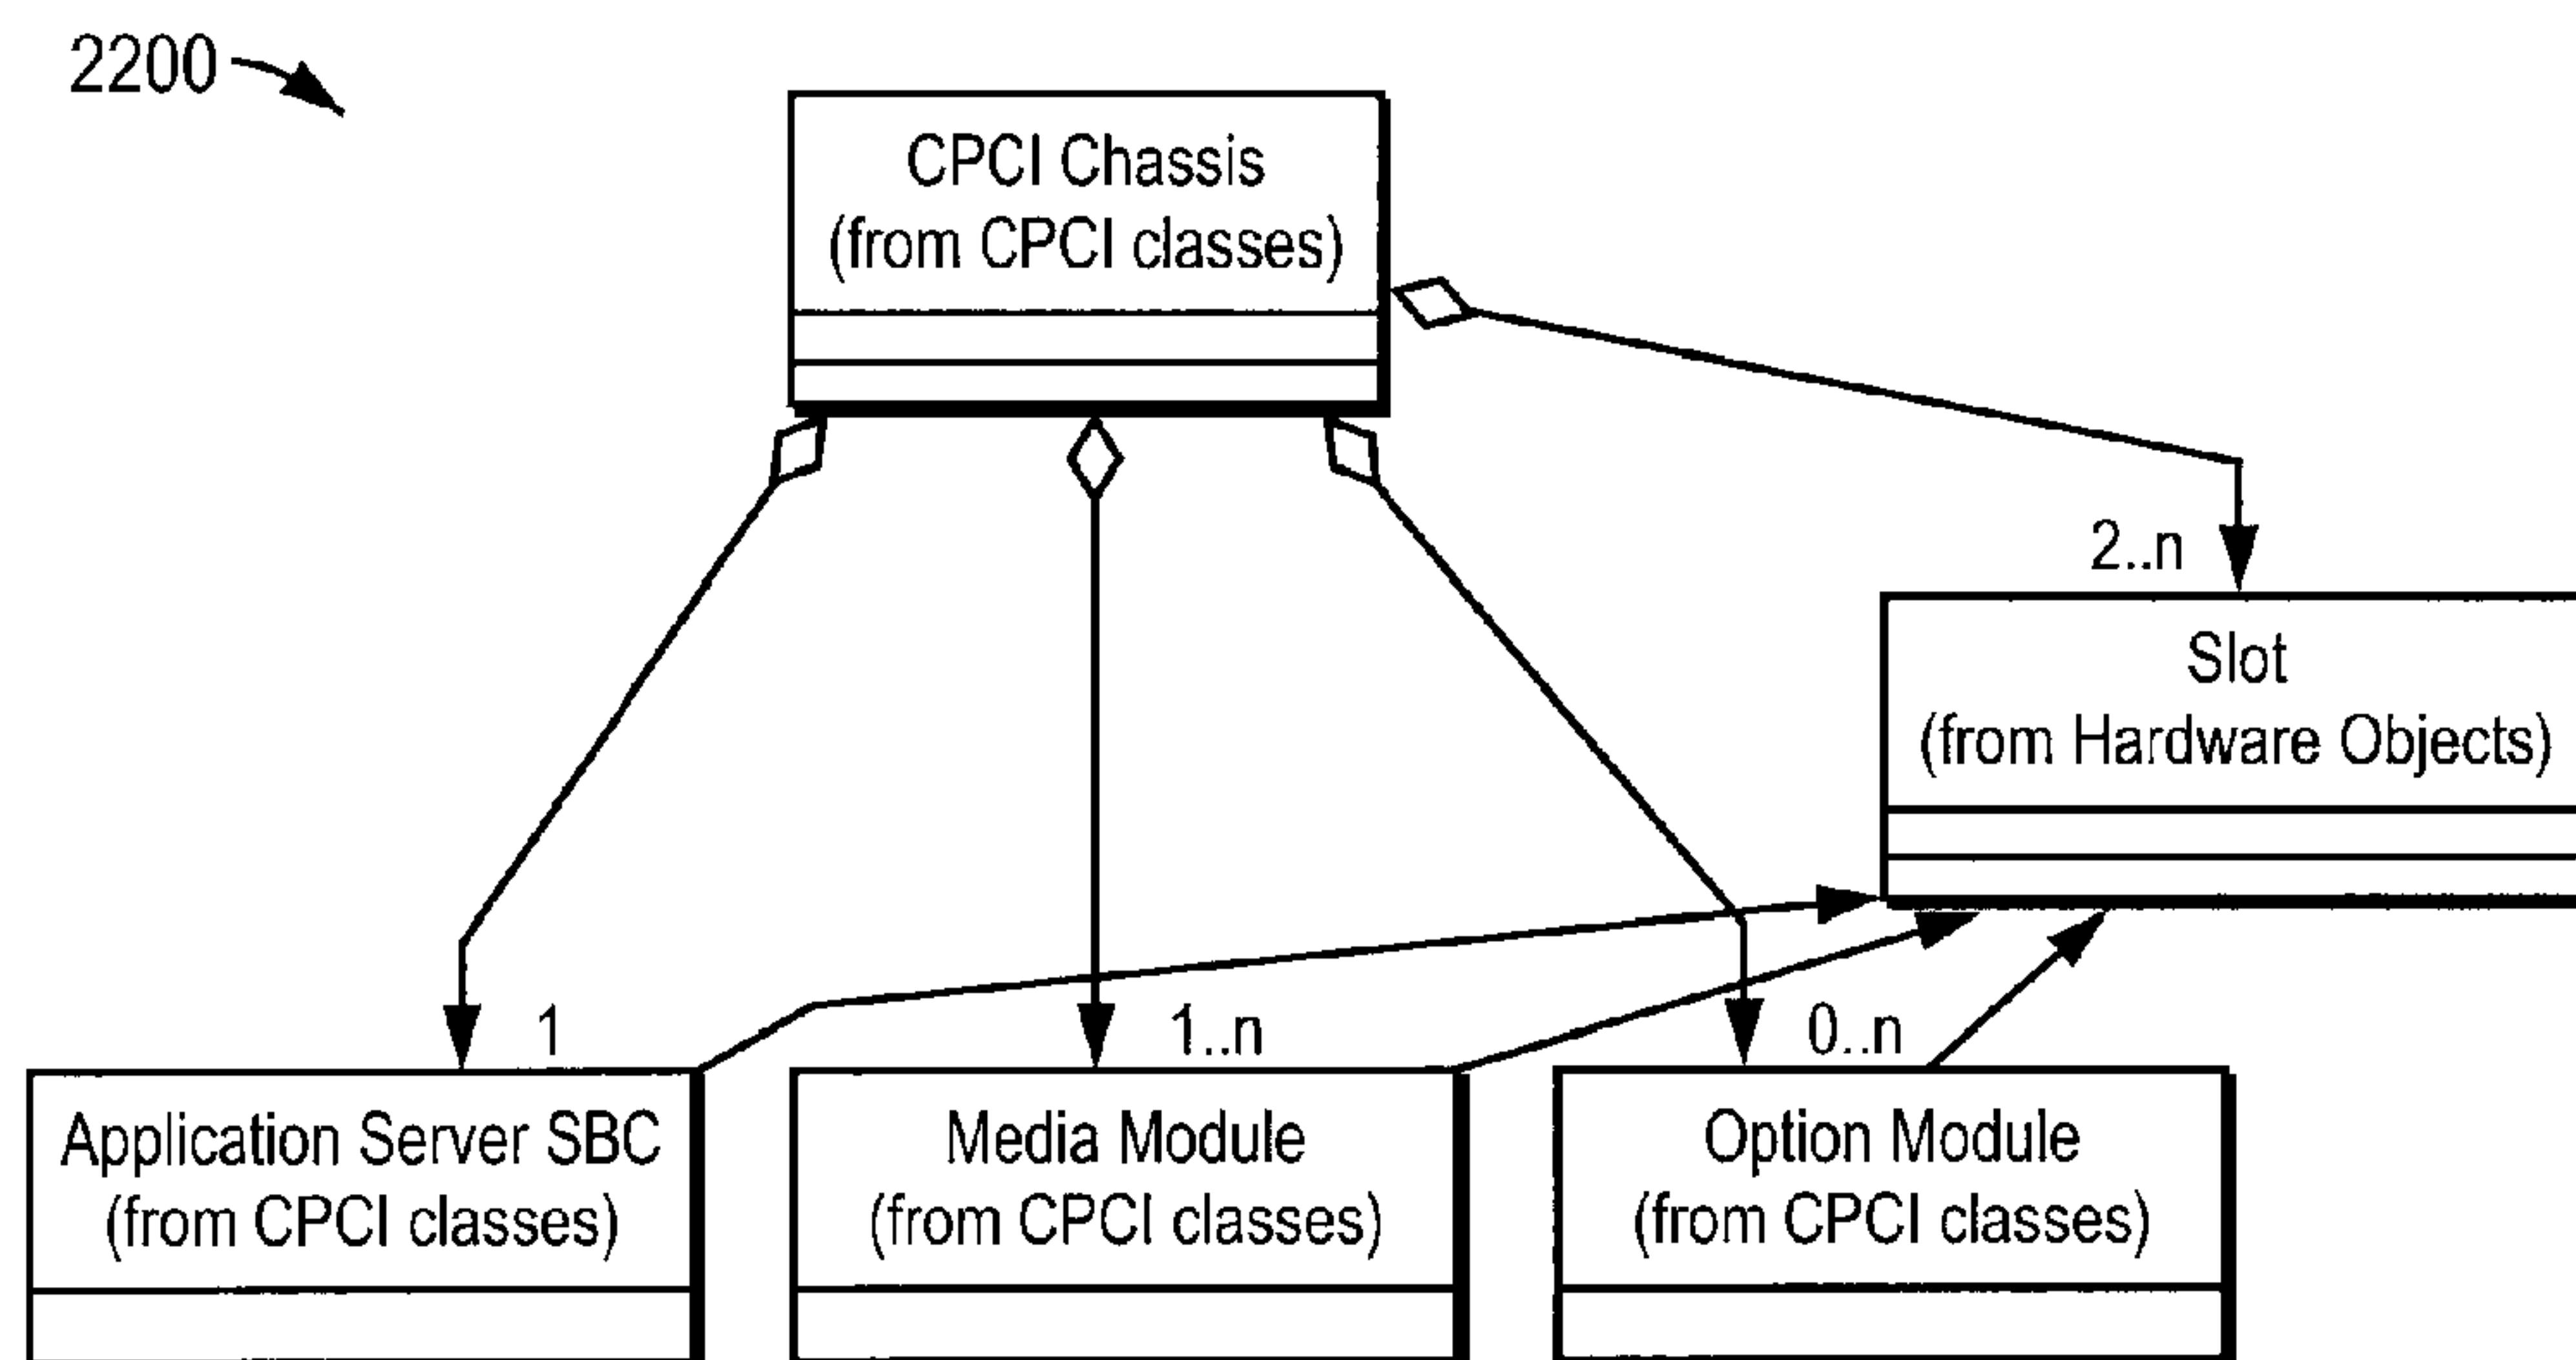 2200
CPCI Chassis
(from CPCI classes)
2..n
Slot
(from Hardware Objects)
1
1..n
0..n
Application Server SBC
(from CPCI classes)
Media Module
(from CPCI classes)
Option Module
(from CPCI classes)